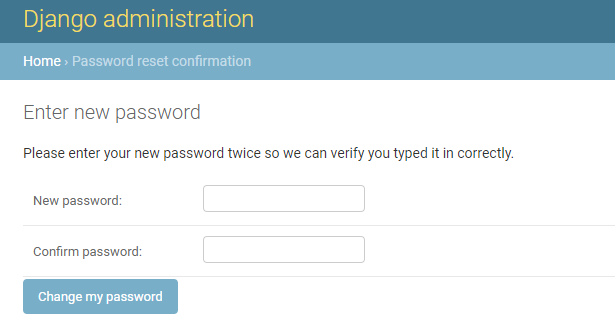 Django administration
Home › Password reset confirmation
Enter new password
Please enter your new password twice so we can verify you typed it in correctly.
New password:
Confirm password:
Change my password